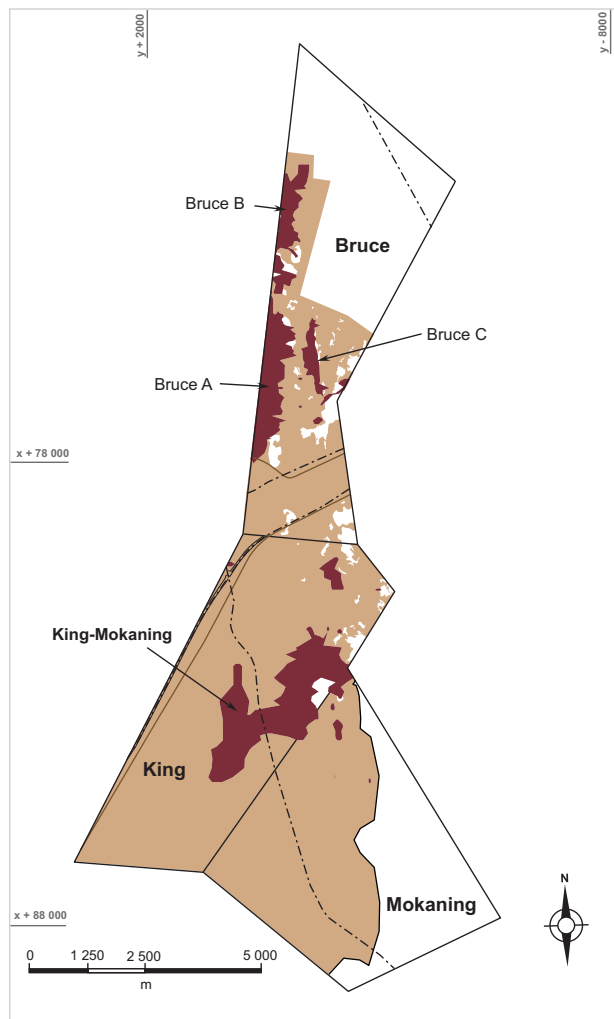 y + 2000
y - 8000
Bruce B
Bruce
Bruce C
Bruce A
x + 78 000
King-Mokaning
King
Mokaning
N
x + 88 000
0 1 250 2 500 5 000
m